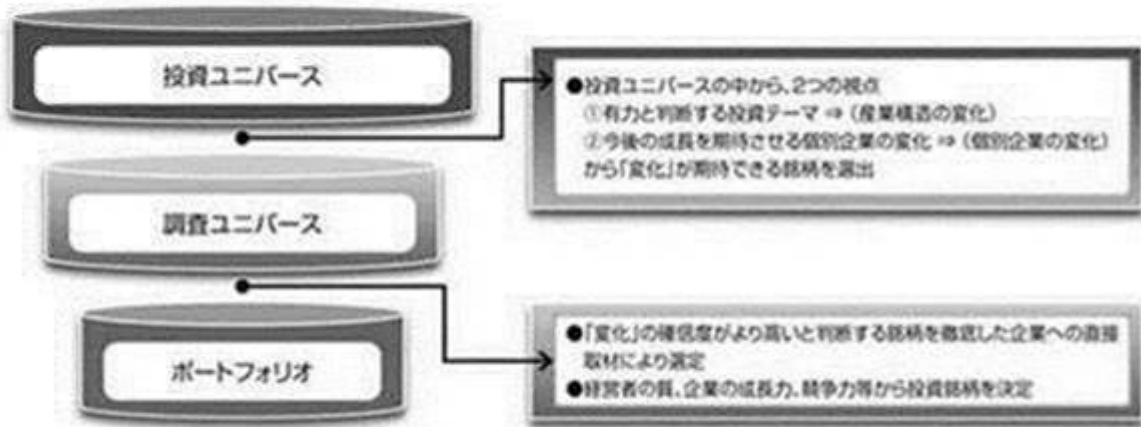 投資ユニバース
●投資ユニバースの中から、2つの視点
①有力と判断する投資テーマ ⇒ (産業構造の変化)
②今後の成長を期待させる個別企業の変化 ⇒ (個別企業の変化)
から「変化」が期待できる銘柄を選出
調査ユニバース
●「変化」の確信度がより高いと判断する銘柄を徹底した企業への直接
取材により選定
●経営者の質、企業の成長力、競争力等から投資銘柄を決定
ポートフォリオ